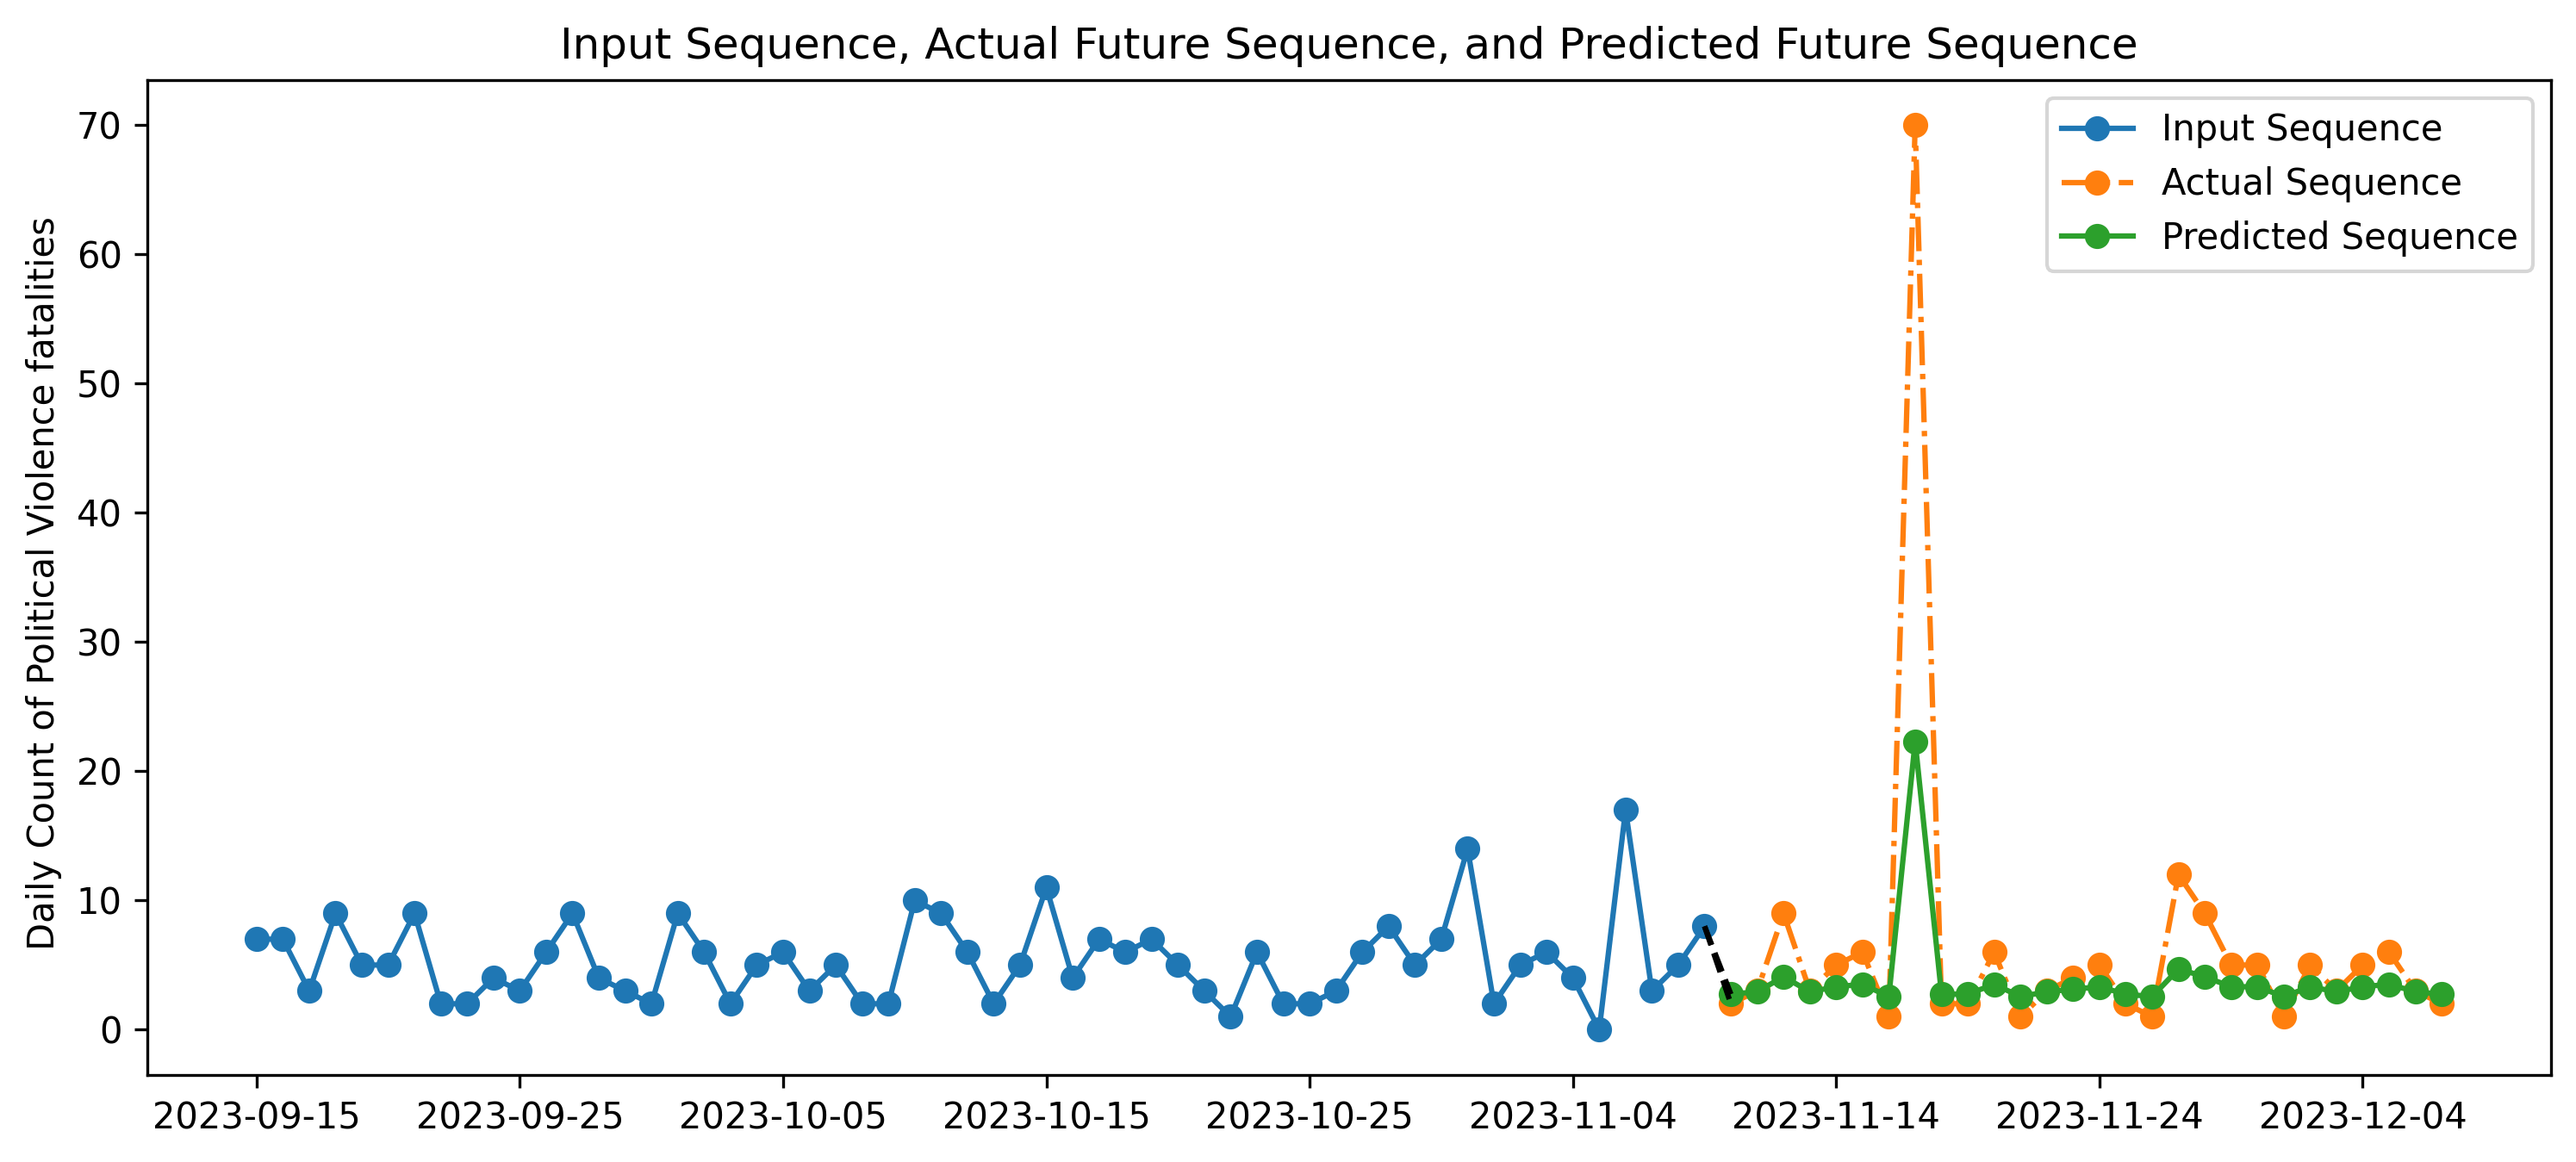 Input Sequence, Actual Future Sequence, and Predicted Future Sequence
Daily Count of Political Violence fatalities
70
60
50
40
30
20
10
0
Input Sequence
Actual Sequence
Predicted Sequence
2023-09-15 2023-09-25 2023-10-05 2023-10-15 2023-10-25 2023-11-04 2023-11-14 2023-11-24 2023-12-04